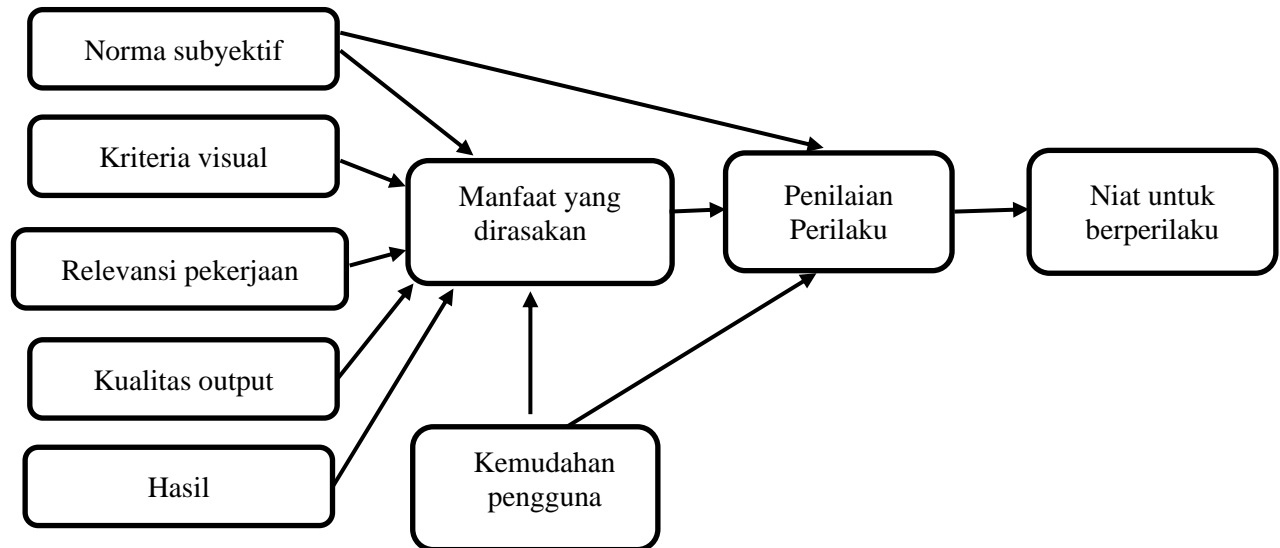 Norma subyektif
Kriteria visual
Relevansi pekerjaan
Kualitas output
Hasil
Manfaat yang
dirasakan
Kemudahan
pengguna
Penilaian
Perilaku
Niat untuk
berperilaku